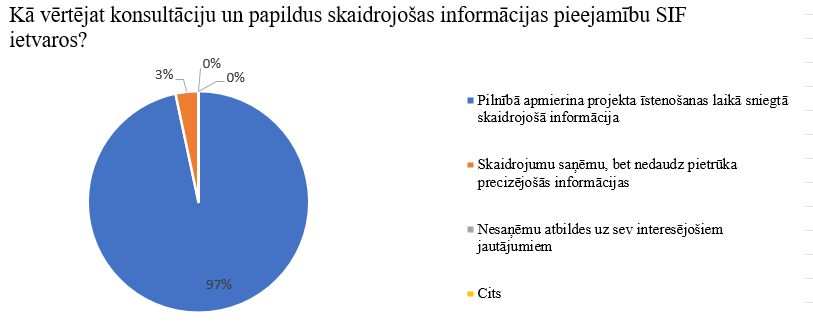 Kā vērtējat konsultāciju un papildus skaidrojošas informācijas pieejamību SIF
ietvaros?
0%
3%
0%
97%
Pilnībā apmierina projekta īstenošanas laikā sniegtā
skaidrojošā informācija
Skaidrojumu saņēmu, bet nedaudz pietrūka
precizējošās informācijas
Nesaņēmu atbildes uz sev interesējošiem
jautājumiem
Cits